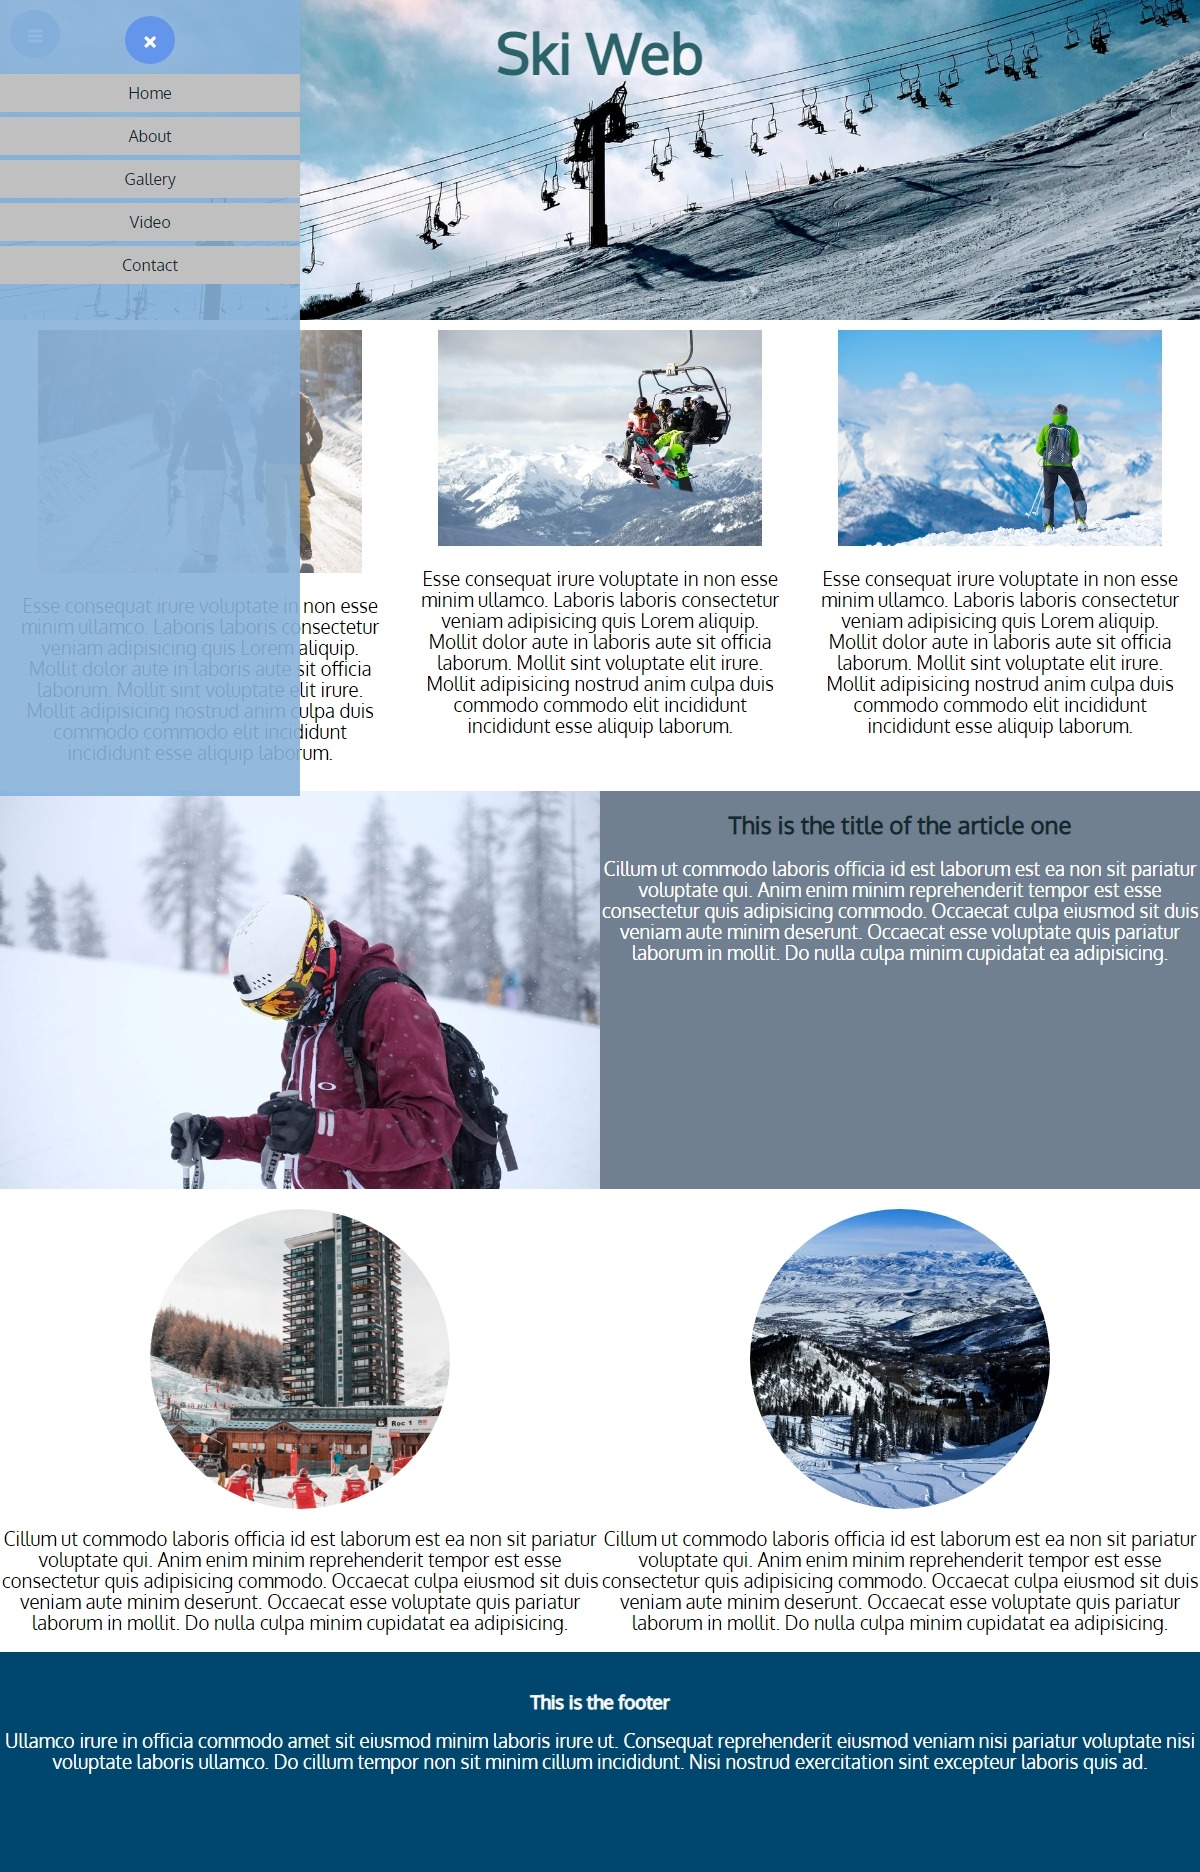 ×
Ski Web
Home
About
Gallery
Video
Contact
Esse consequat irure voluptate in non esse
minim ullamco. Laboris laboris consectetur
veniam adipisicing quis Lorem aliquip.
Mollit dolor aute in laboris aute sit officia
laborum. Mollit sint voluptate elit irure.
Mollit adipisicing nostrud anim culpa duis
commodo commodo elit incididunt
incididunt esse aliquip laborum.
Esse consequat irure voluptate in non esse
minim ullamco. Laboris laboris consectetur
veniam adipisicing quis Lorem aliquip.
Mollit dolor aute in laboris aute sit officia
laborum. Mollit sint voluptate elit irure.
Mollit adipisicing nostrud anim culpa duis
commodo commodo elit incididunt
incididunt esse aliquip laborum.
Esse consequat irure voluptate in non esse
minim ullamco. Laboris laboris consectetur
veniam adipisicing quis Lorem aliquip.
Mollit dolor aute in laboris aute sit officia
laborum. Mollit sint voluptate elit irure.
Mollit adipisicing nostrud anim culpa duis
commodo commodo elit incididunt
incididunt esse aliquip laborum.
SCOTT
SCOTT
This is the title of the article one
Cillum ut commodo laboris officia id est laborum est ea non sit pariatur
voluptate qui. Anim enim minim reprehenderit tempor est esse
consectetur quis adipisicing commodo. Occaecat culpa eiusmod sit duis
veniam aute minim deserunt. Occaecat esse voluptate quis pariatur
laborum in mollit. Do nulla culpa minim cupidatat ea adipisicing.
Roc 1
Cillum ut commodo laboris officia id est laborum est ea non sit pariatur
voluptate qui. Anim enim minim reprehenderit tempor est esse
consectetur quis adipisicing commodo. Occaecat culpa eiusmod sit duis
veniam aute minim deserunt. Occaecat esse voluptate quis pariatur
laborum in mollit. Do nulla culpa minim cupidatat ea adipisicing.
Cillum ut commodo laboris officia id est laborum est ea non sit pariatur
voluptate qui. Anim enim minim reprehenderit tempor est esse
consectetur quis adipisicing commodo. Occaecat culpa eiusmod sit duis
veniam aute minim deserunt. Occaecat esse voluptate quis pariatur
laborum in mollit. Do nulla culpa minim cupidatat ea adipisicing.
This is the footer
Ullamco irure in officia commodo amet sit eiusmod minim laboris irure ut. Consequat reprehenderit eiusmod veniam nisi pariatur voluptate nisi
voluptate laboris ullamco. Do cillum tempor non sit minim cillum incididunt. Nisi nostrud exercitation sint excepteur laboris quis ad.